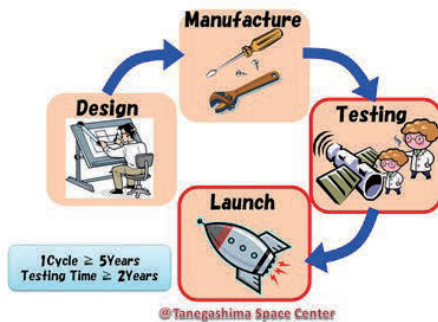 Manufacture
Design
Testing
Launch
1Cycle ≥ 5Years
Testing Time ≥ 2Years
@Tanegashima Space Center